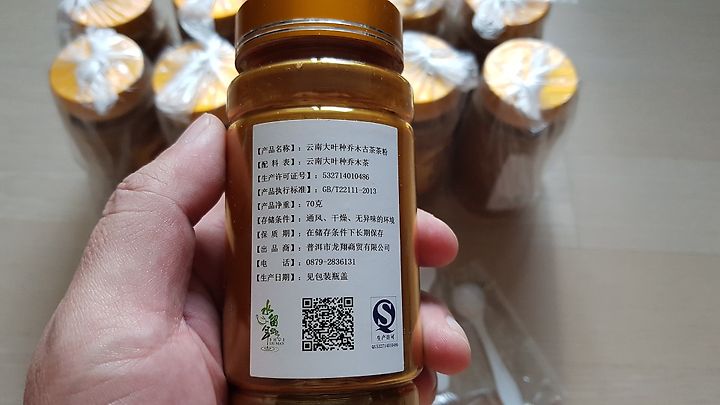 【产品名称】：云南大叶种乔木古茶茶粉
【配 料 表】：云南大叶种乔木茶
【生产许可证号】：532714010486
【产品执行标准】：GB/T22111-2013
【产品净重】：70克
【存储条件】：通风、干燥、无异味的环境
【保 质 期】：在储存条件下长期保存
【出 品 商】：普洱市龙翔商贸有限公司
【电 话】：0879-2836131
【生产日期】：见包装瓶盖
生产许可